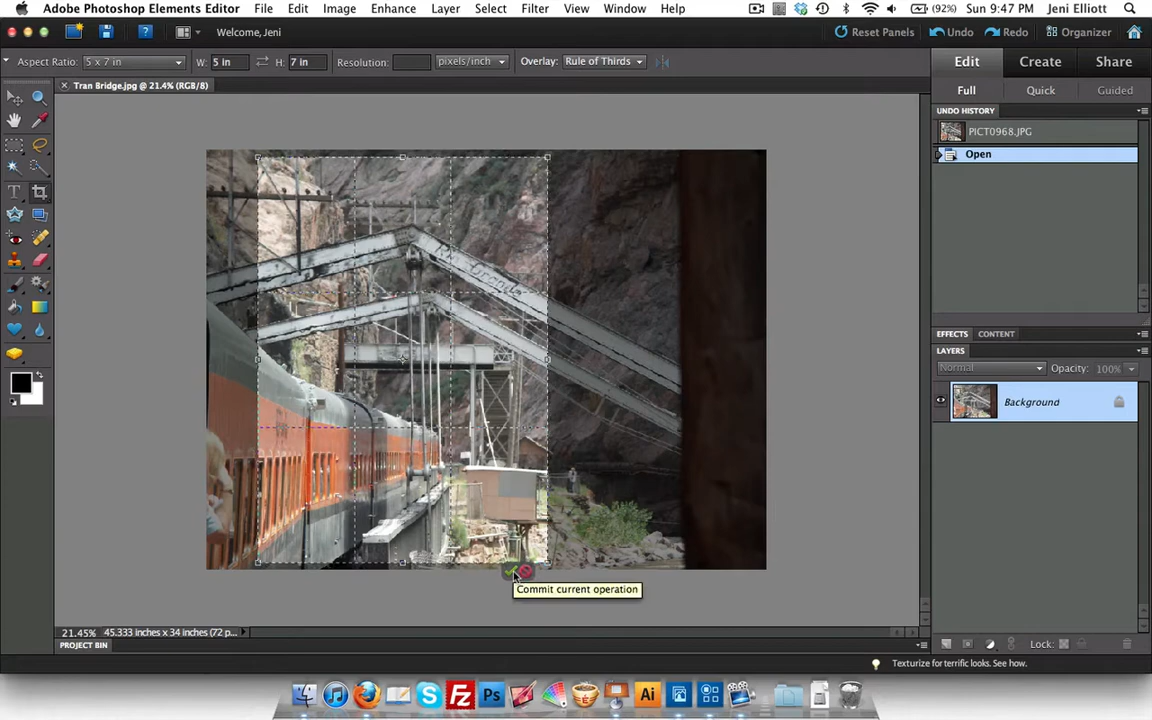 Adobe Photoshop Elements Editor File Edit Image Enhance Layer Select Filter View Window Help (92%) Sun 9:47 PM Jeni Elliott
Welcome, Jeni Reset Panels Undo Redo Organizer
Aspect Ratio: 5 x 7 in W: 5 in H: 7 in Resolution: pixels/inch Overlay: Rule of Thirds
Edit Create Share
Tran Bridge.jpg @ 21.4% (RGB/8)
Full Quick Guided
UNDO HISTORY
PICT0968.JPG
Open
EFFECTS CONTENT
LAYERS
Normal Opacity: 100%
Background
Commit current operation
21.45% 45.333 inches x 34 inches (72 p...
Lock:
PROJECT BIN
Texturize for terrific looks. See how.
Fz Ps Ai